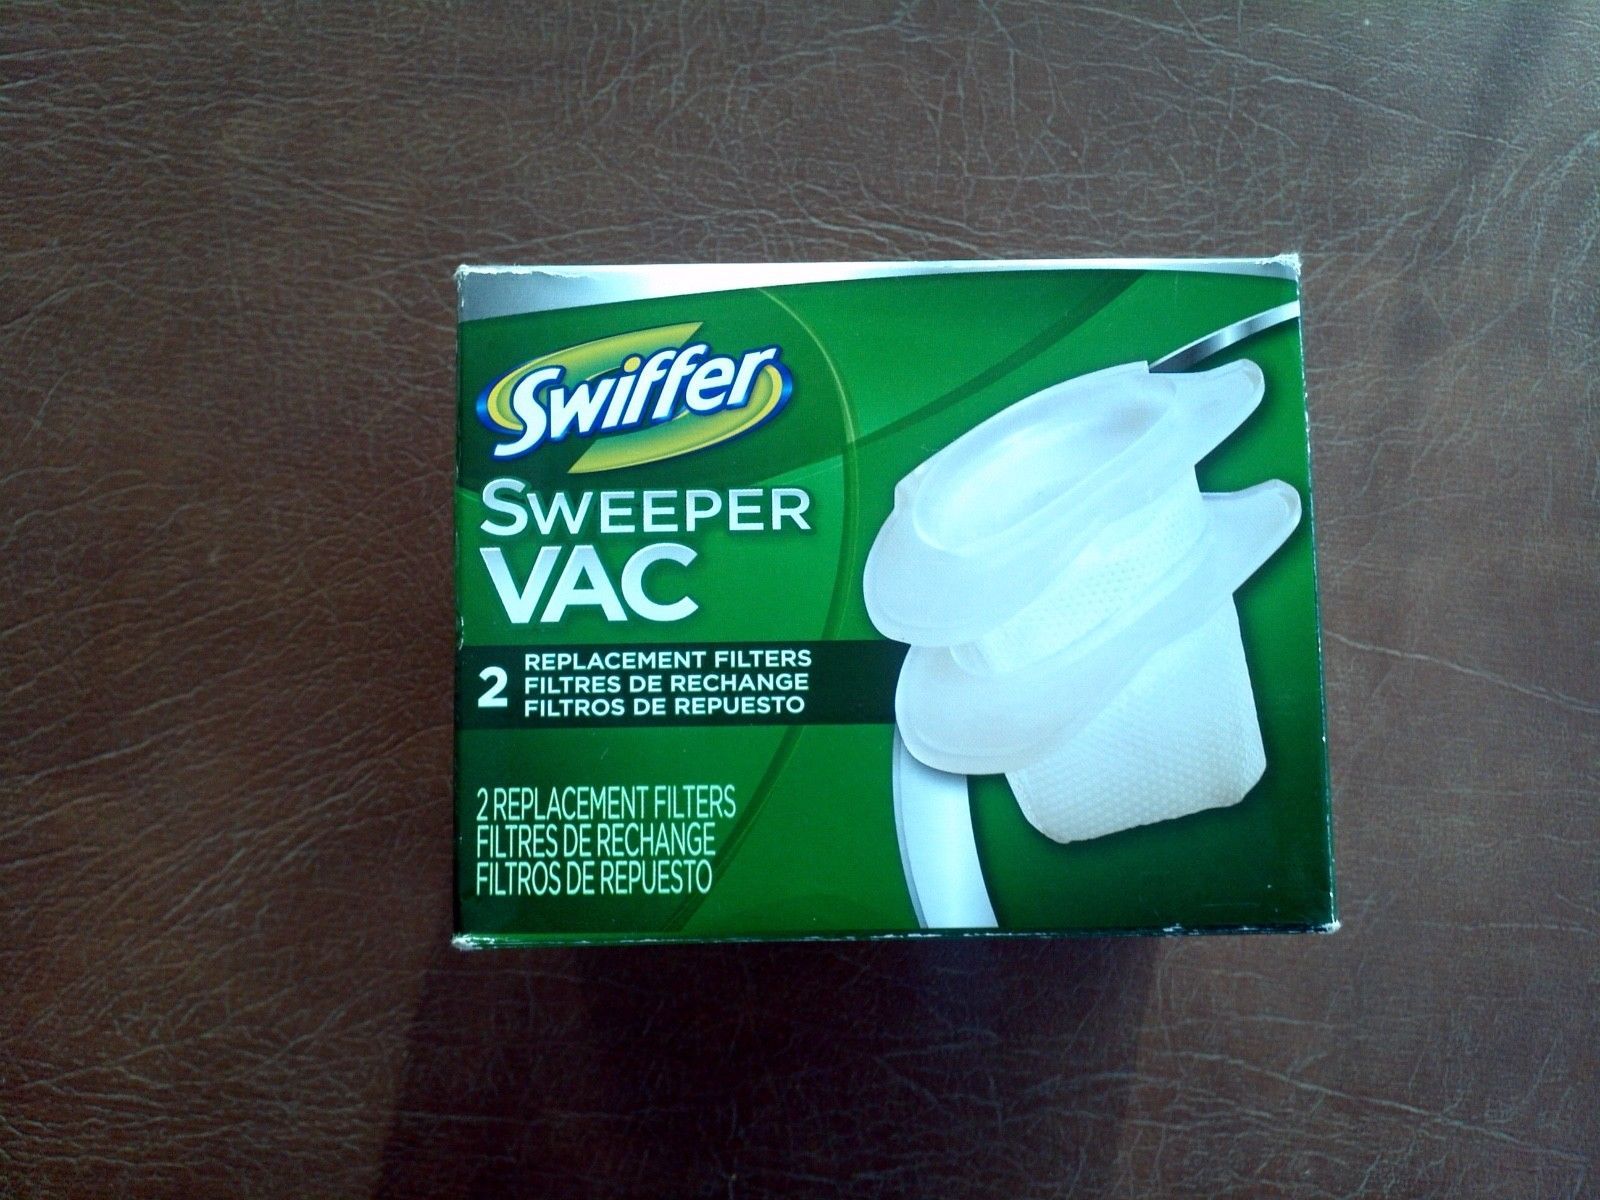 Swiffer
SWEEPER
VAC
2 REPLACEMENT FILTERS
FILTRES DE RECHANGE
FILTROS DE REPUESTO
2 REPLACEMENT FILTERS
FILTRES DE RECHANGE
FILTROS DE REPUESTO